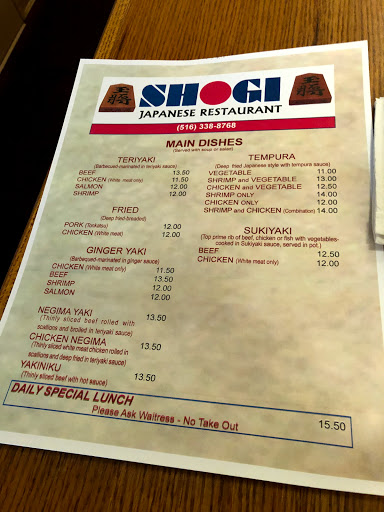 SHOGI
JAPANESE RESTAURANT
(516) 338-8768
王將
王將
MAIN DISHES
(Served with soup or salad)
TERIYAKI
(Barbecued-marinated in teriyaki sauce)
BEEF 13.50
CHICKEN (White meat only) 11.50
SALMON 12.00
SHRIMP 12.00
FRIED
(Deep fried-breaded)
PORK (Tonkatsu) 12.00
CHICKEN (White meat) 12.00
GINGER YAKI
(Barbecued-marinated in ginger sauce)
CHICKEN (White meat only) 11.50
BEEF 13.50
SHRIMP 12.00
SALMON 12.00
NEGIMA YAKI 13.50
(Thinly sliced beef rolled with
scallions and broiled in teriyaki sauce)
CHICKEN NEGIMA 13.50
(Thinly sliced white meat chicken rolled in
scallions and deep fried in teriyaki sauce)
YAKINIKU 13.50
(Thinly sliced beef with hot sauce)
TEMPURA
(Deep fried Japanese style with tempura sauce)
VEGETABLE 11.00
SHRIMP and VEGETABLE 13.00
CHICKEN and VEGETABLE 12.50
SHRIMP ONLY 14.00
CHICKEN ONLY 12.00
SHRIMP and CHICKEN (Combination) 14.00
SUKIYAKI
(Top prime rib of beef, chicken or fish with vegetables-
cooked in Sukiyaki sauce, served in pot.)
BEEF 12.50
CHICKEN (White meat only) 12.00
DAILY SPECIAL LUNCH
Please Ask Waitress - No Take Out 15.50